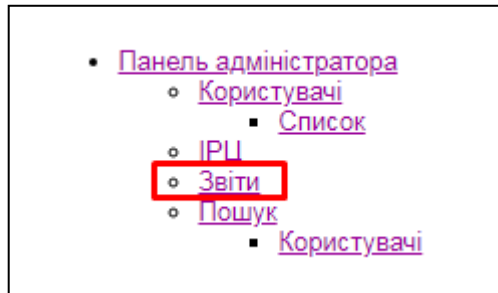 Панель адміністратора
Користувачі
Список
ІРЦ
Звіти
Пошук
Користувачі